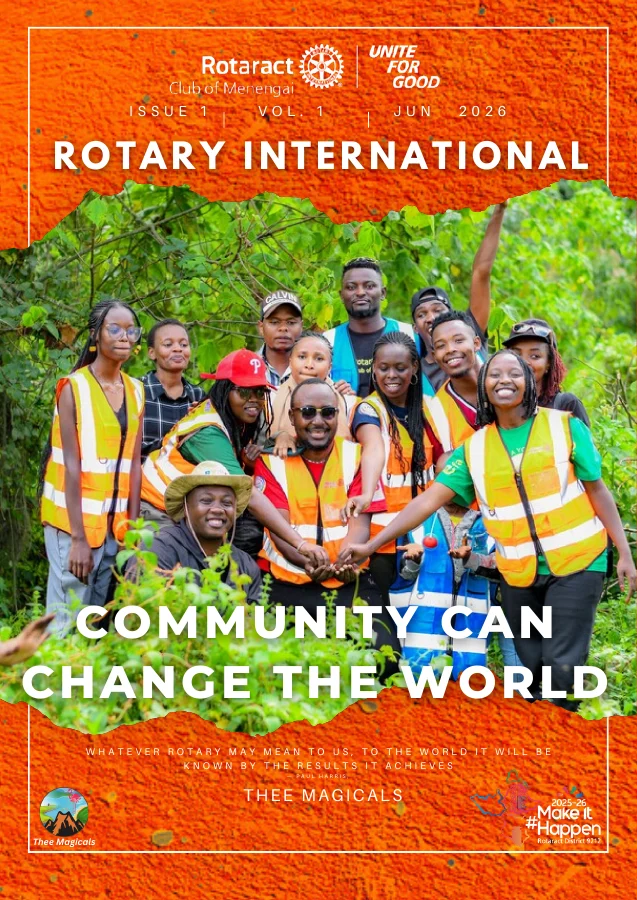 Rotaract
Club of Menengai
UNITE
FOR
GOOD
ISSUE 1 | VOL. 1 | JUN 2026
ROTARY INTERNATIONAL
CALVIN
P
COMMUNITY CAN
CHANGE THE WORLD
WHATEVER ROTARY MAY MEAN TO US, TO THE WORLD IT WILL BE
KNOWN BY THE RESULTS IT ACHIEVES
PAUL HARRIS
THEE MAGICALS
Thee Magicals
2025-26
Make it
#Happen
Rotaract District 9212